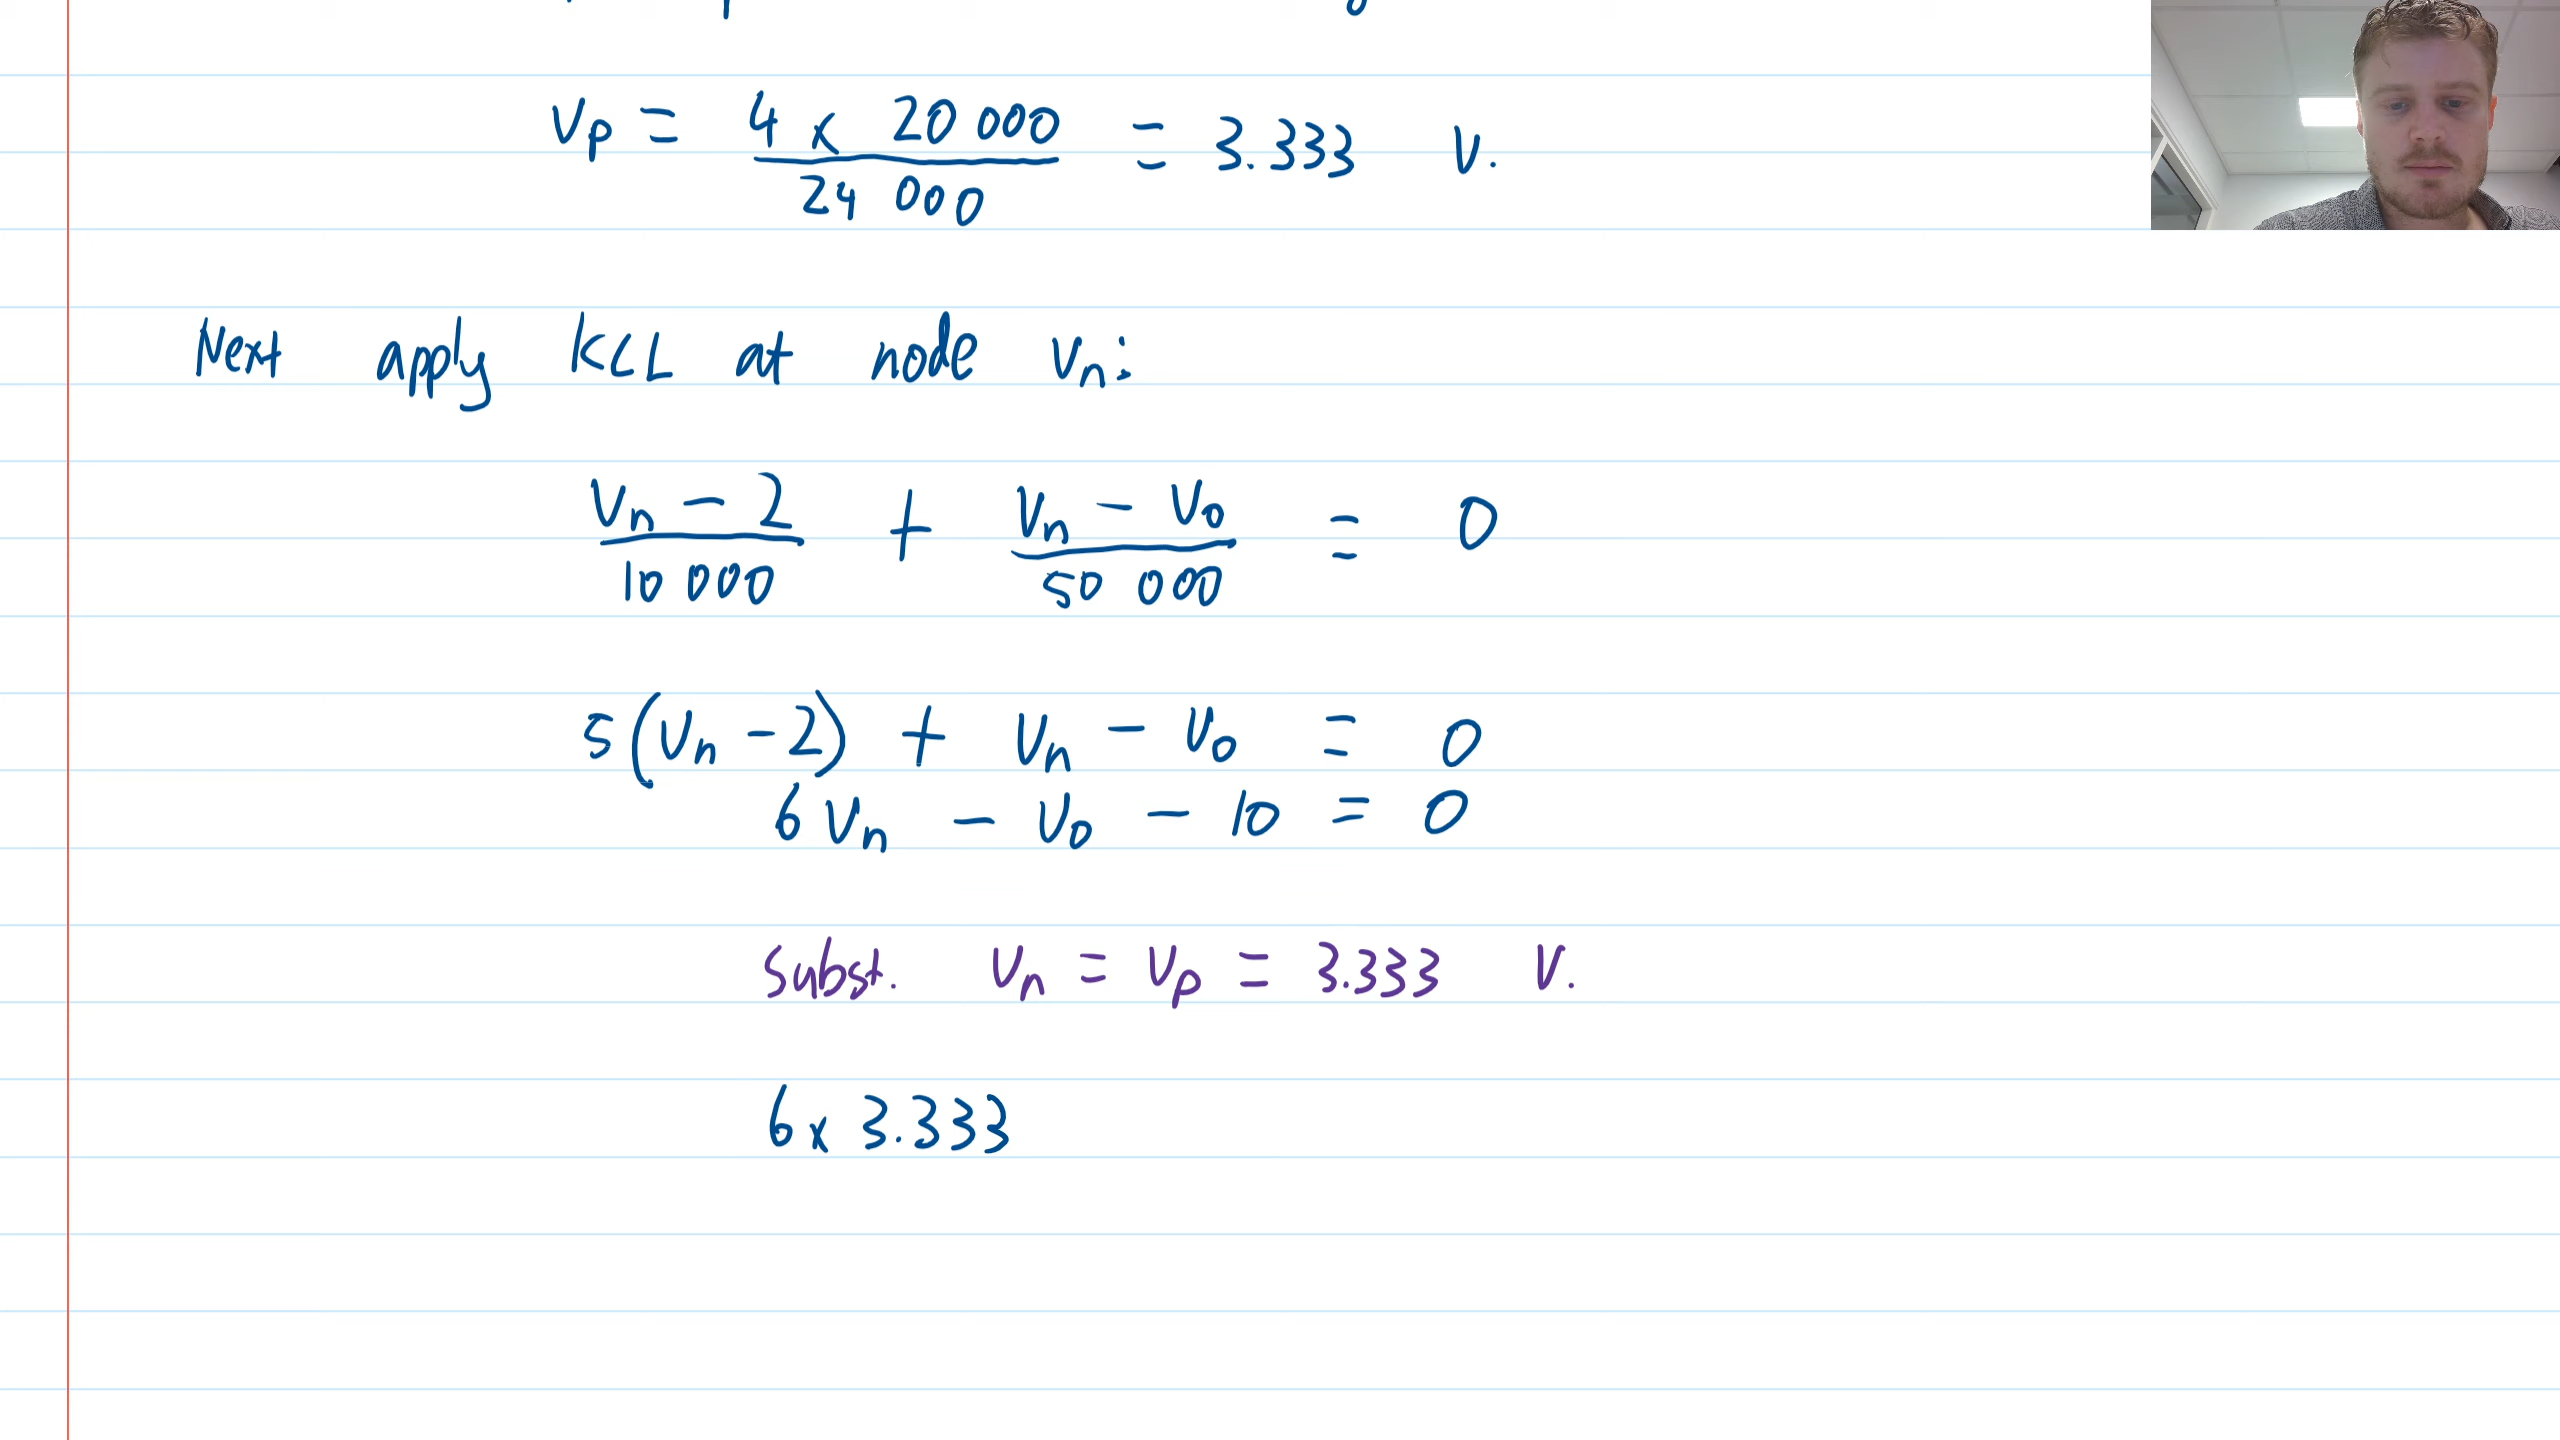 Vp = 4 x 20 000 / 24 000 = 3.333 V.
Next apply KCL at node Vn:
Vn - 2 / 10 000 + Vn - Vo / 50 000 = 0
5(Vn - 2) + Vn - Vo = 0
6Vn - Vo - 10 = 0
Subst. Vn = Vp = 3.333 V.
6 x 3.333